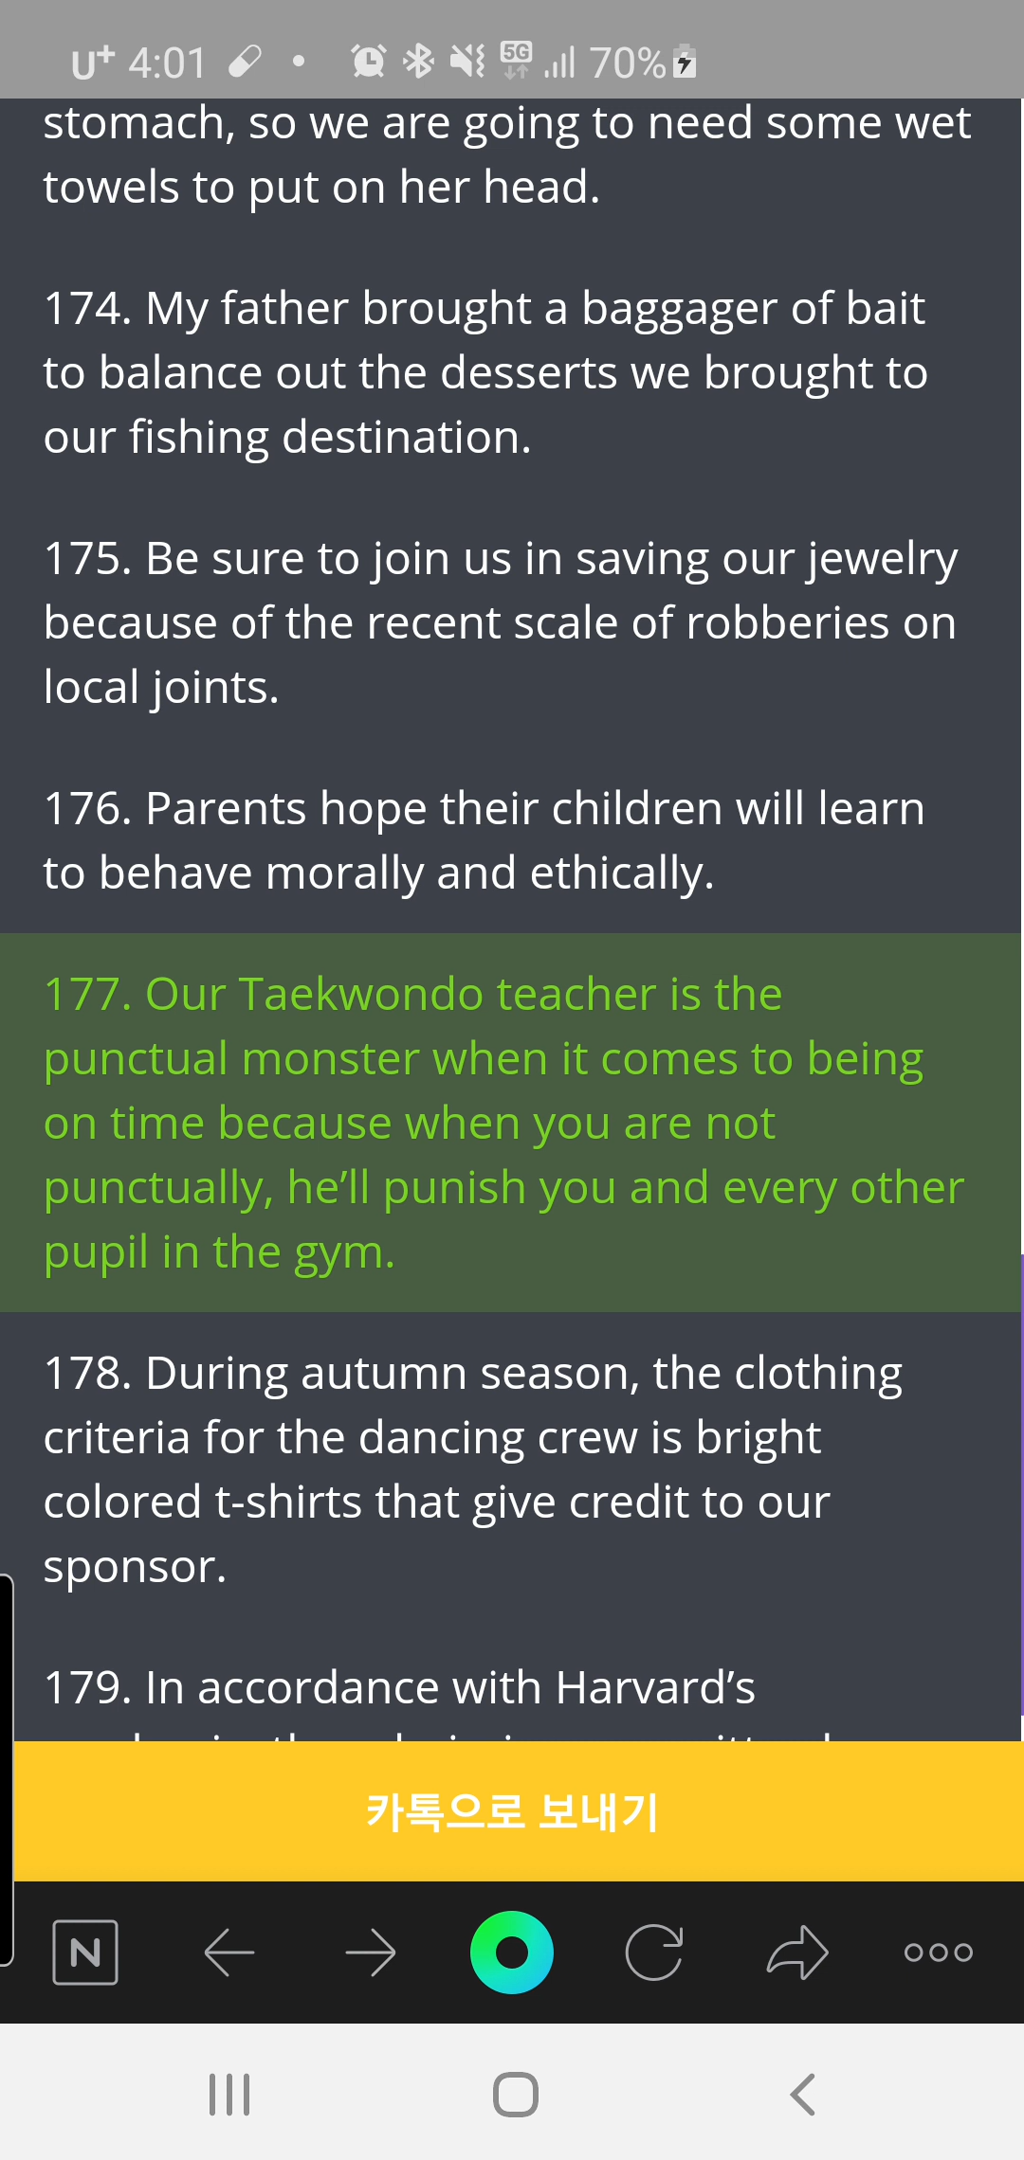 U+ 4:01 5G 70%
stomach, so we are going to need some wet
towels to put on her head.
174. My father brought a baggager of bait
to balance out the desserts we brought to
our fishing destination.
175. Be sure to join us in saving our jewelry
because of the recent scale of robberies on
local joints.
176. Parents hope their children will learn
to behave morally and ethically.
177. Our Taekwondo teacher is the
punctual monster when it comes to being
on time because when you are not
punctually, he’ll punish you and every other
pupil in the gym.
178. During autumn season, the clothing
criteria for the dancing crew is bright
colored t-shirts that give credit to our
sponsor.
179. In accordance with Harvard’s
카톡으로 보내기
N